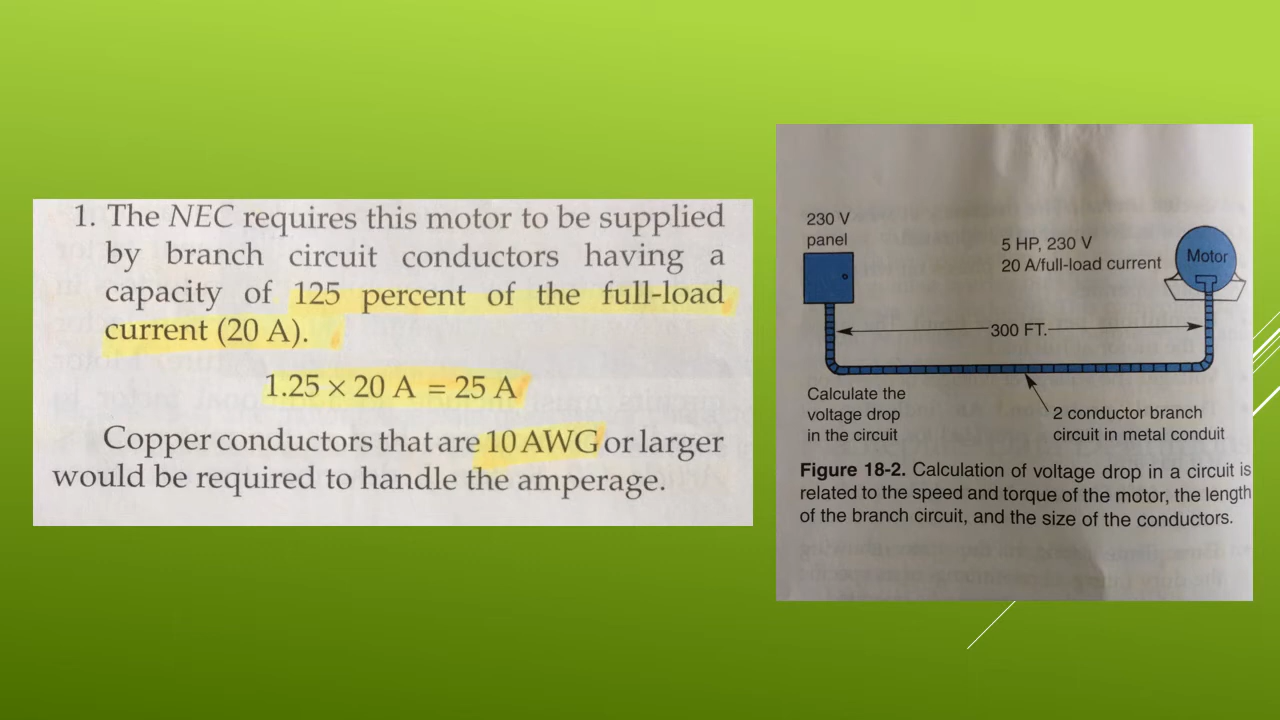 1. The NEC requires this motor to be supplied
by branch circuit conductors having a
capacity of 125 percent of the full-load
current (20 A).
1.25 × 20 A = 25 A
Copper conductors that are 10 AWG or larger
would be required to handle the amperage.
230 V
panel
5 HP, 230 V
20 A/full-load current
Motor
300 FT.
Calculate the
voltage drop
in the circuit
2 conductor branch
circuit in metal conduit
Figure 18-2. Calculation of voltage drop in a circuit is
related to the speed and torque of the motor, the length
of the branch circuit, and the size of the conductors.